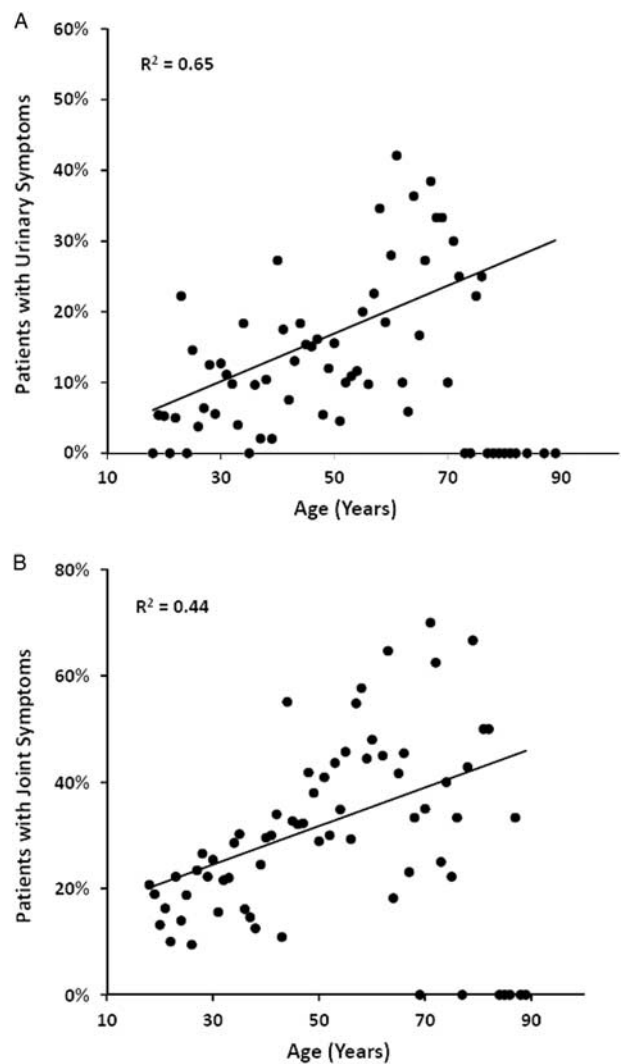 A
60%
R² = 0.65
50%
40%
30%
20%
10%
0%
Patients with Urinary Symptoms
10 30 50 70 90
Age (Years)
B
80%
R² = 0.44
60%
40%
20%
0%
Patients with Joint Symptoms
10 30 50 70 90
Age (Years)